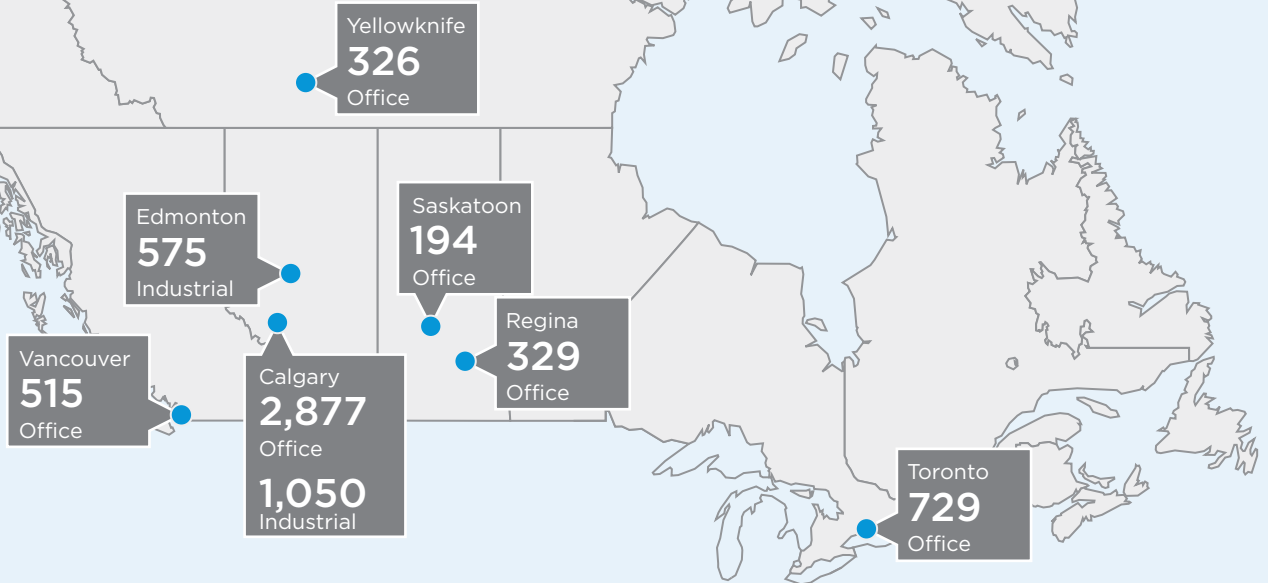 Yellowknife
326
Office
Edmonton
575
Industrial
Saskatoon
194
Office
Regina
329
Office
Vancouver
515
Office
Calgary
2,877
Office
1,050
Industrial
Toronto
729
Office